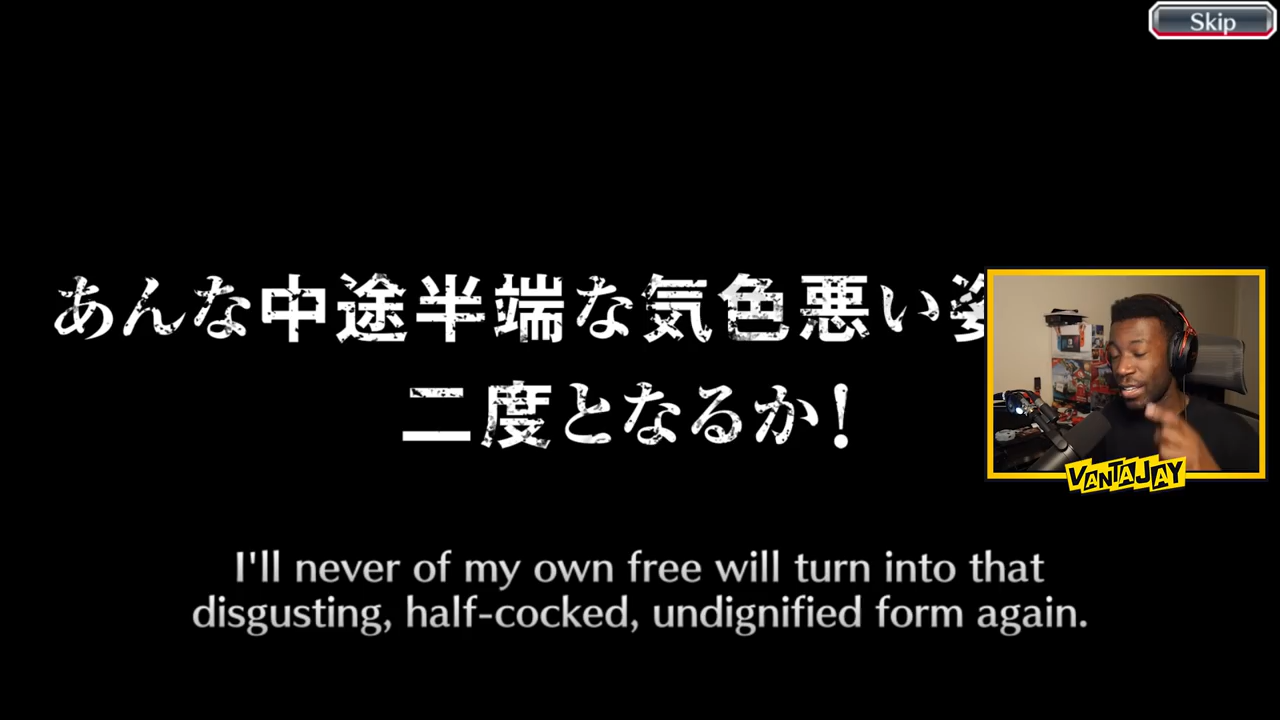 Skip
あんな中途半端な気色悪い姿
二度となるか!
VANTAJAY
I'll never of my own free will turn into that
disgusting, half-cocked, undignified form again.